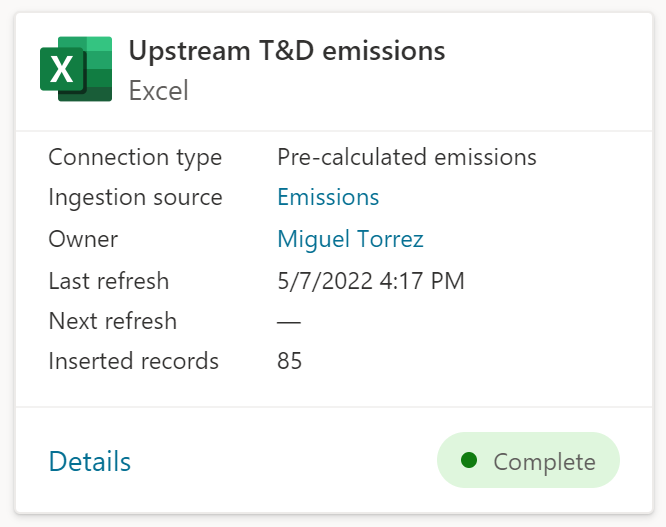 Upstream T&D emissions
X
Excel
Connection type Pre-calculated emissions
Ingestion source Emissions
Owner Miguel Torrez
Last refresh 5/7/2022 4:17 PM
Next refresh —
Inserted records 85
Details Complete